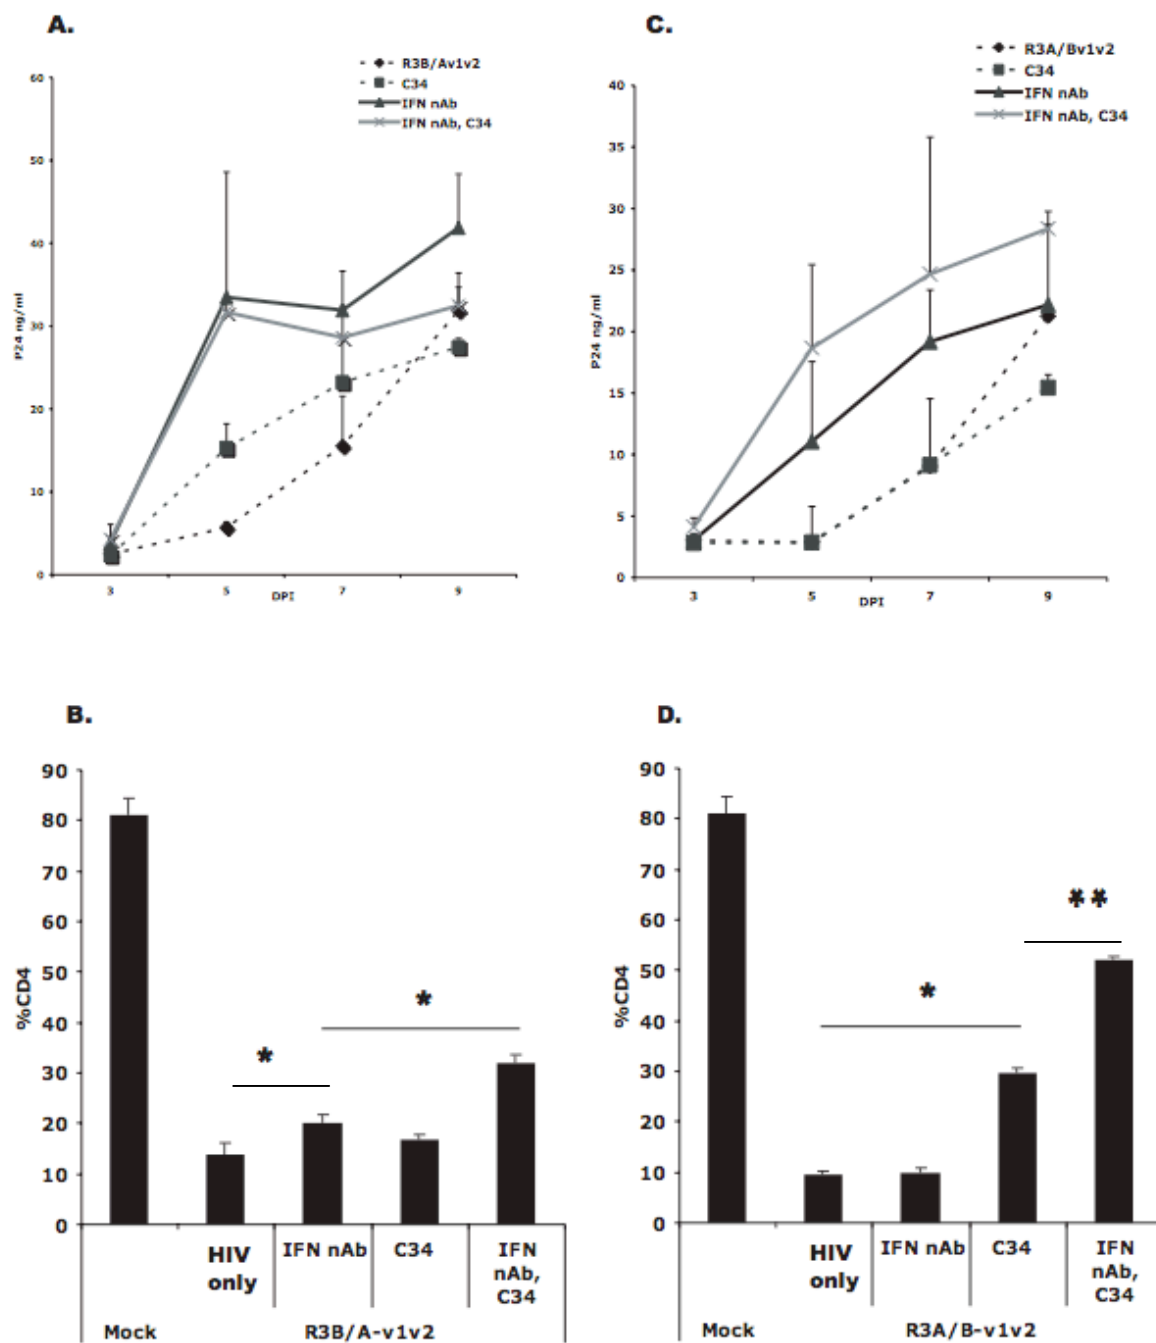 A.
R3B/Av1v2
C34
IFN nAb
IFN nAb, C34
60
50
40
30
20
10
0
P24 ng/ml
3
5
7
9
DPI
C.
R3A/Bv1v2
C34
IFN nAb
IFN nAb, C34
40
35
30
25
20
15
10
5
0
P24 ng/ml
3
5
7
9
DPI
B.
90
80
70
60
50
40
30
20
10
0
%CD4
*
*
HIV only
IFN nAb
C34
IFN nAb, C34
Mock
R3B/A-v1v2
D.
90
80
70
60
50
40
30
20
10
0
%CD4
*
**
HIV only
IFN nAb
C34
IFN nAb, C34
Mock
R3A/B-v1v2